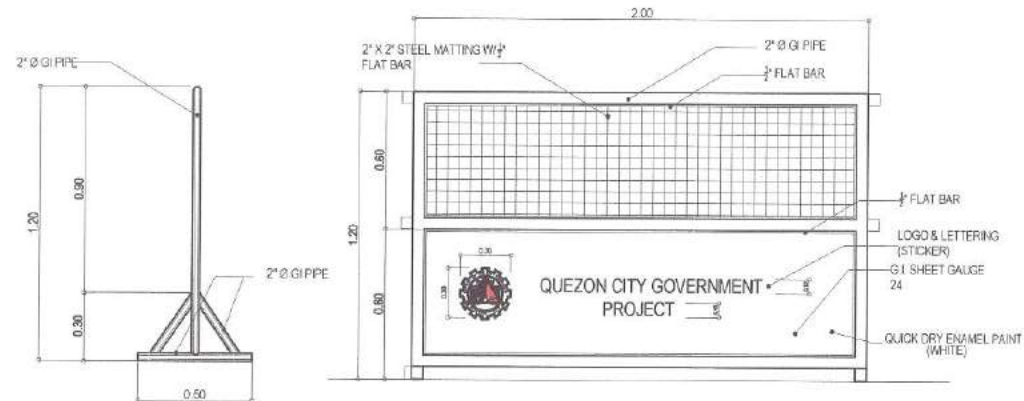 2" Ø GI PIPE
1.20
0.90
0.30
2" Ø GI PIPE
0.50
2.00
2" X 2" STEEL MATTING W/ ½"
FLAT BAR
2" Ø GI PIPE
½" FLAT BAR
1.20
0.60
0.60
½" FLAT BAR
LOGO & LETTERING
(STICKER)
G.I SHEET GAUGE
24
QUICK DRY ENAMEL PAINT
(WHITE)
0.30
0.30
QUEZON CITY GOVERNMENT
PROJECT